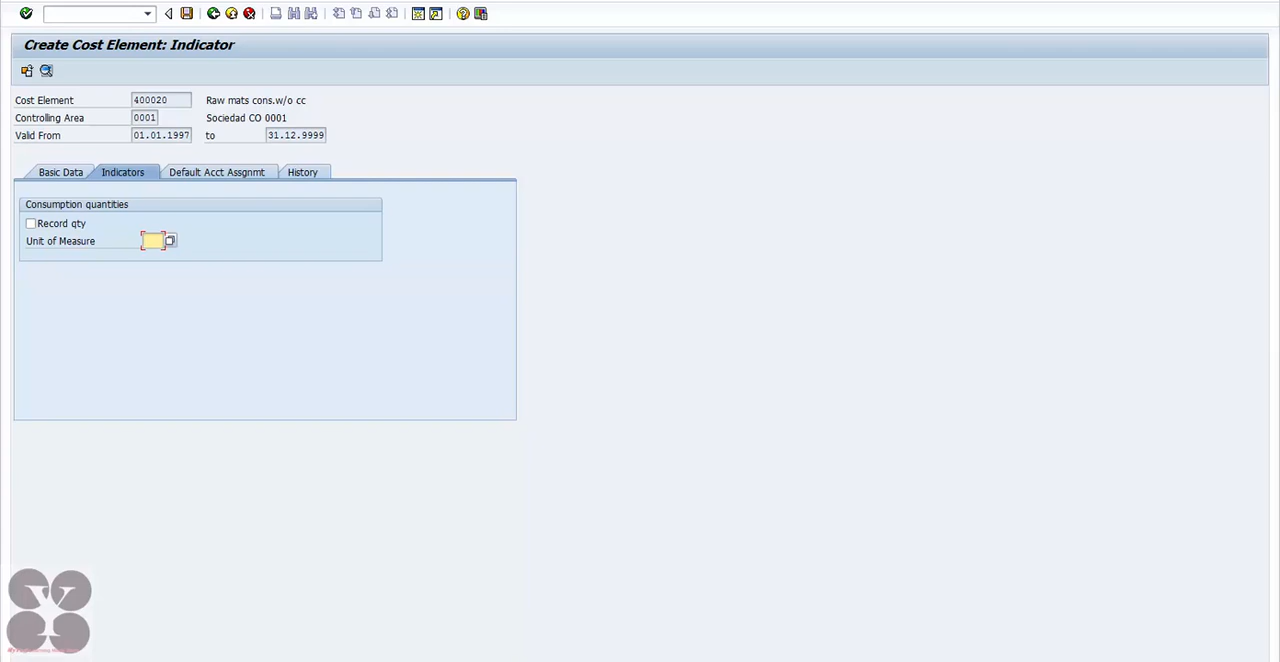 Create Cost Element: Indicator
Cost Element 400020 Raw mats cons.w/o cc
Controlling Area 0001 Sociedad CO 0001
Valid From 01.01.1997 to 31.12.9999
Basic Data Indicators Default Acct Assgnmt History
Consumption quantities
Record qty
Unit of Measure